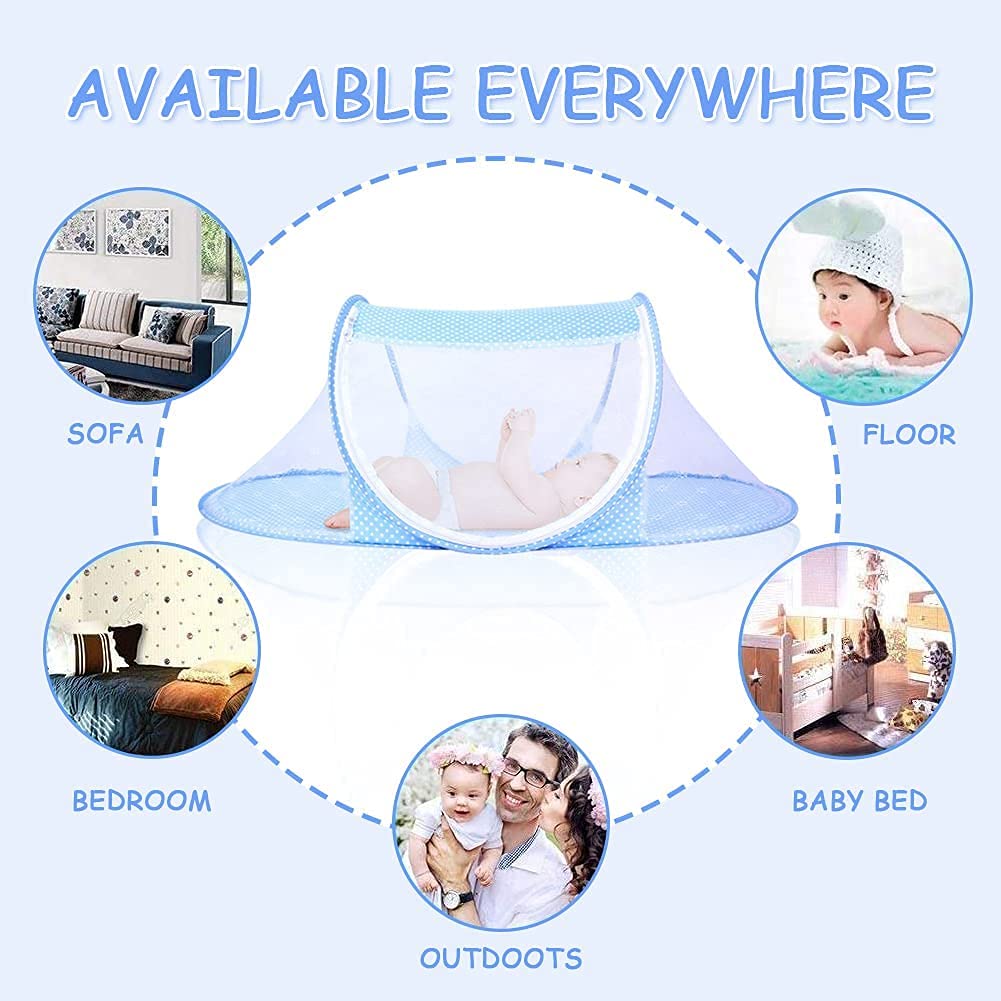 AVAILABLE EVERYWHERE
SOFA
FLOOR
BEDROOM
BABY BED
OUTDOOTS